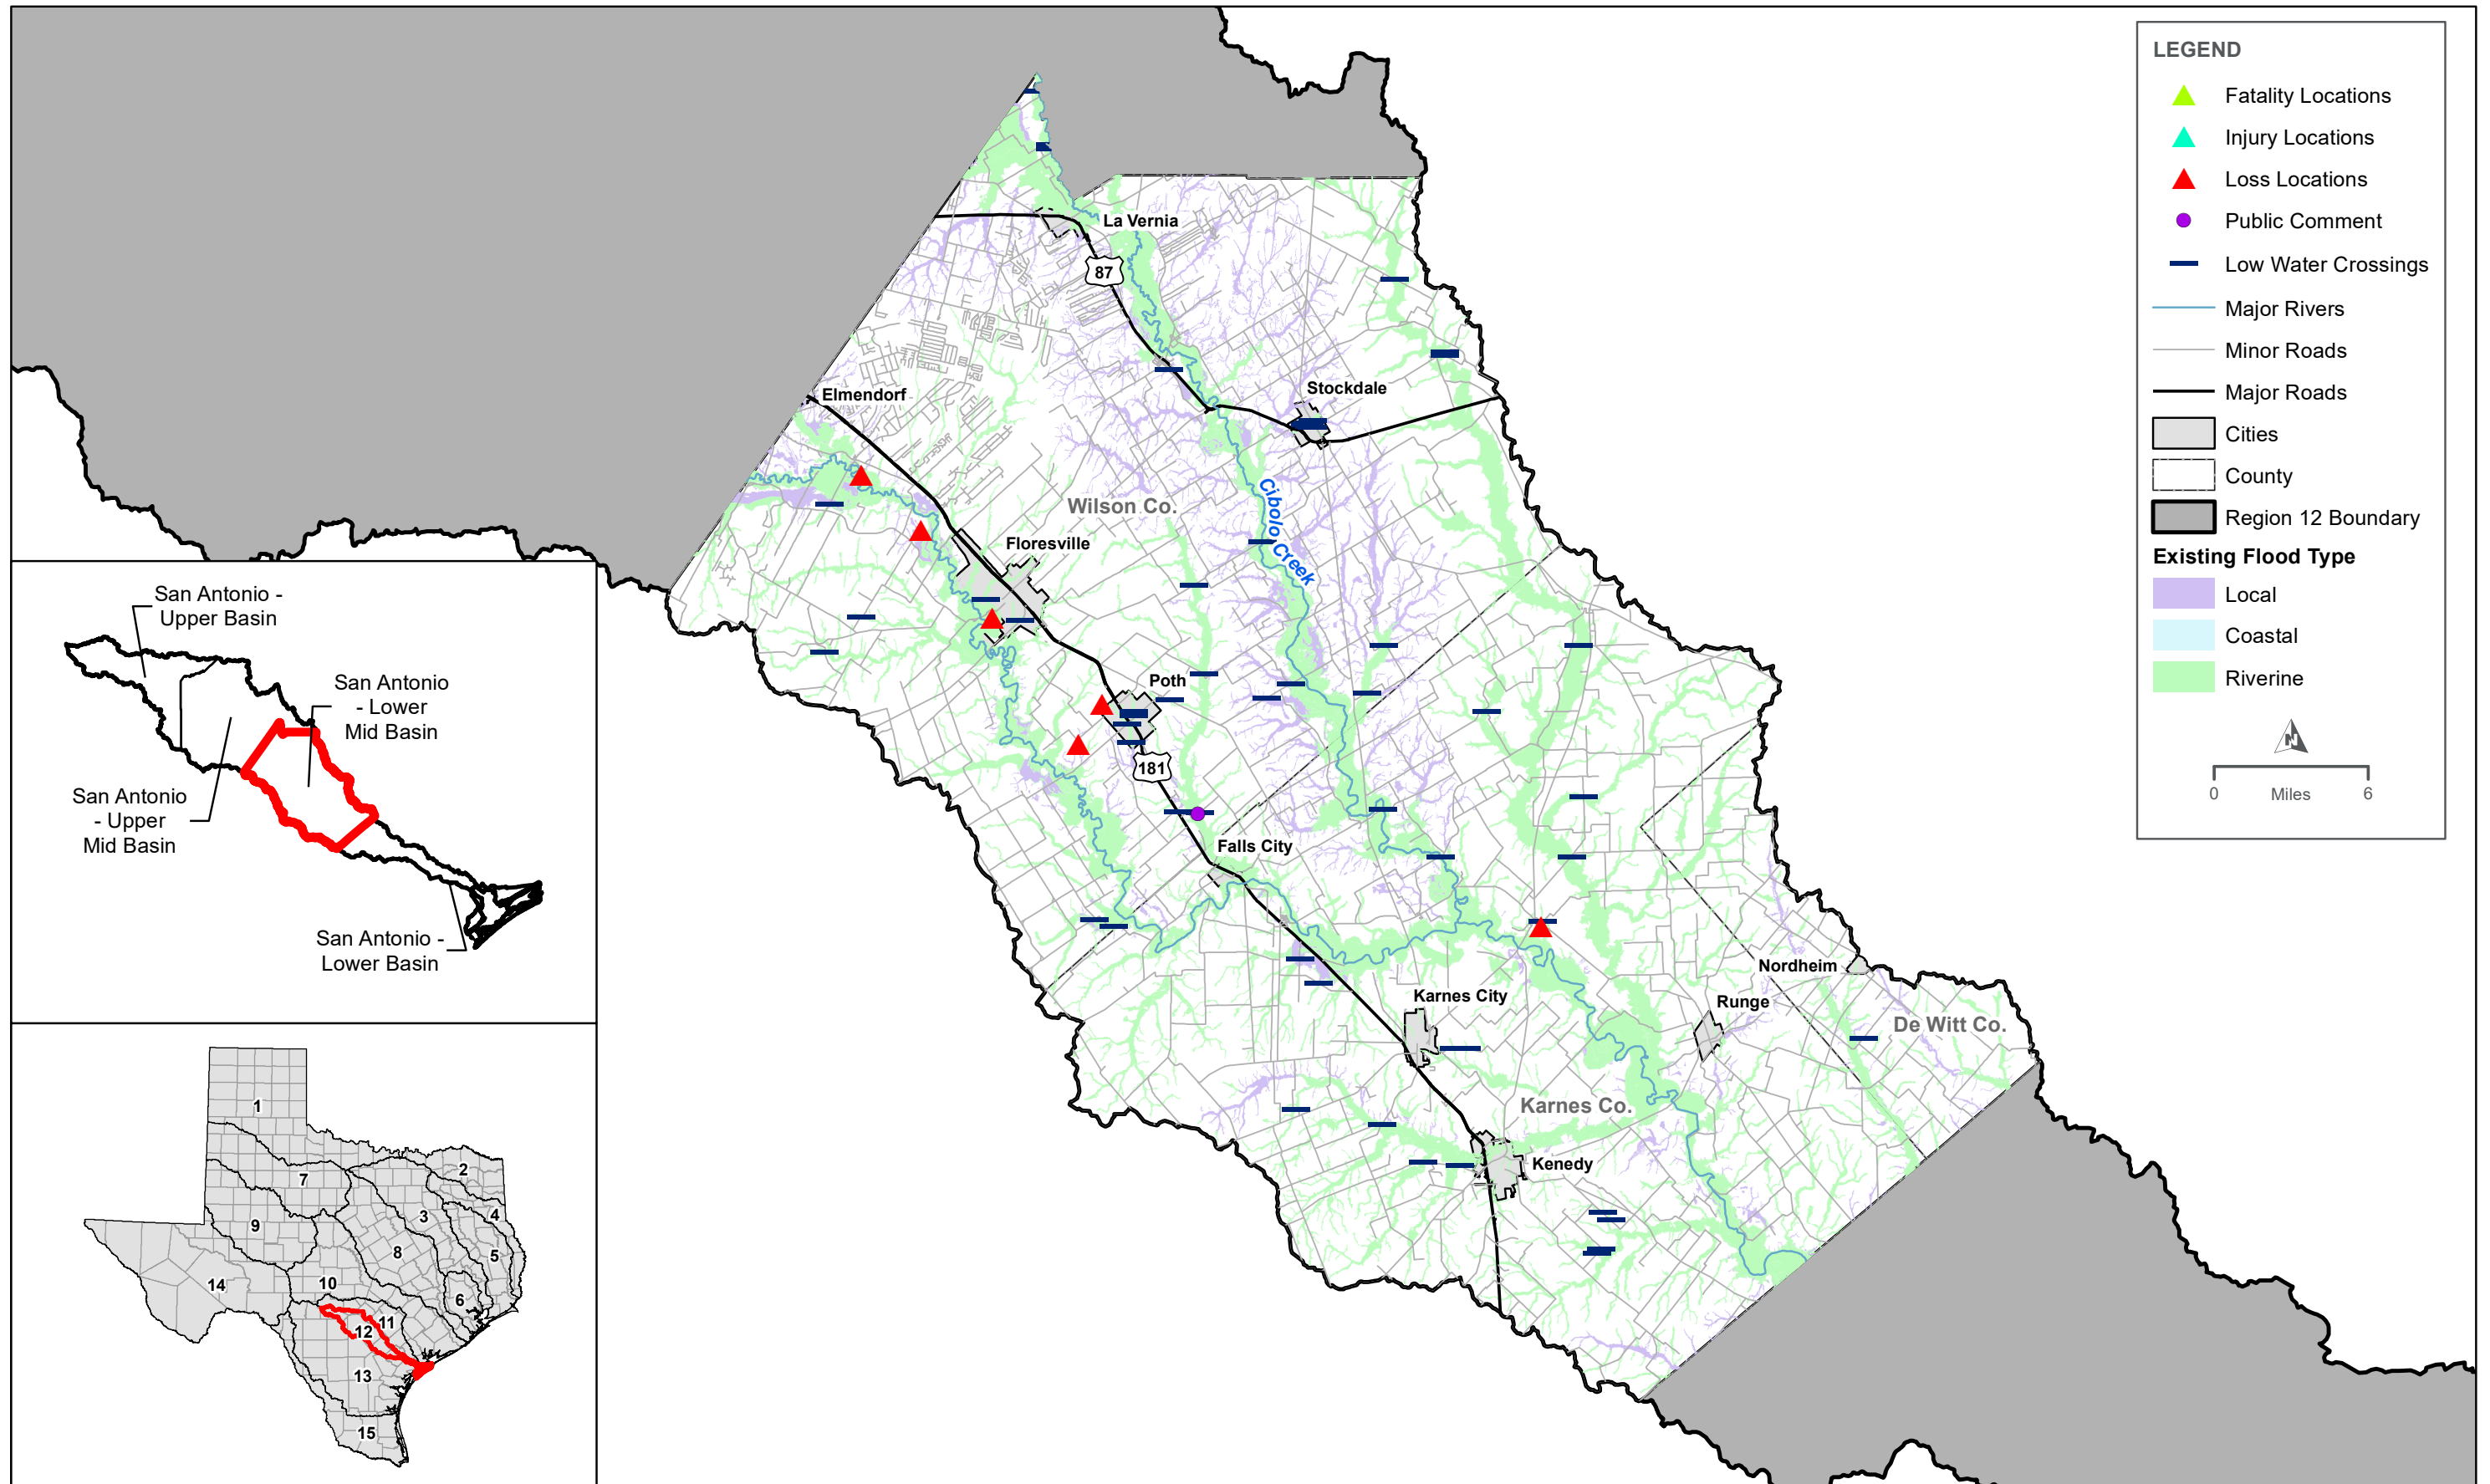 La Vernia
87
Elmendorf
Stockdale
Wilson Co.
Cibolo Creek
Floresville
Poth
181
Falls City
Nordheim
Runge
Karnes City
De Witt Co.
Karnes Co.
Kenedy
LEGEND
Fatality Locations
Injury Locations
Loss Locations
Public Comment
Low Water Crossings
Major Rivers
Minor Roads
Major Roads
Cities
County
Region 12 Boundary
Existing Flood Type
Local
Coastal
Riverine
N
0 Miles 6
San Antonio -
Upper Basin
San Antonio
- Lower
Mid Basin
San Antonio
- Upper
Mid Basin
San Antonio -
Lower Basin
1
2
7
3
4
9
8
5
14
10
6
11
12
13
15